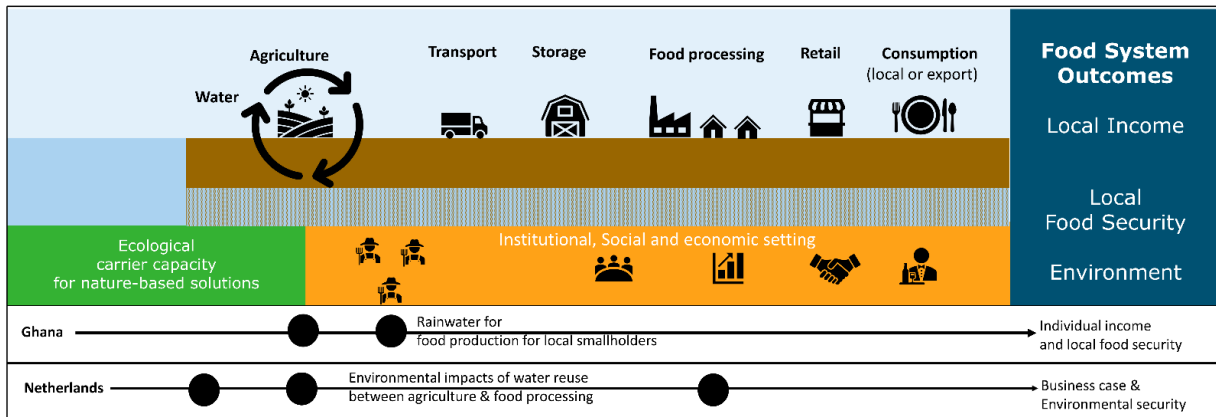 Agriculture
Water
Transport
Storage
Food processing
Retail
Consumption
(local or export)
Food System
Outcomes
Local Income
Local
Food Security
Environment
Ecological
carrier capacity
for nature-based solutions
Institutional, Social and economic setting
Ghana
Rainwater for
food production for local smallholders
Individual income
and local food security
Netherlands
Environmental impacts of water reuse
between agriculture & food processing
Business case &
Environmental security